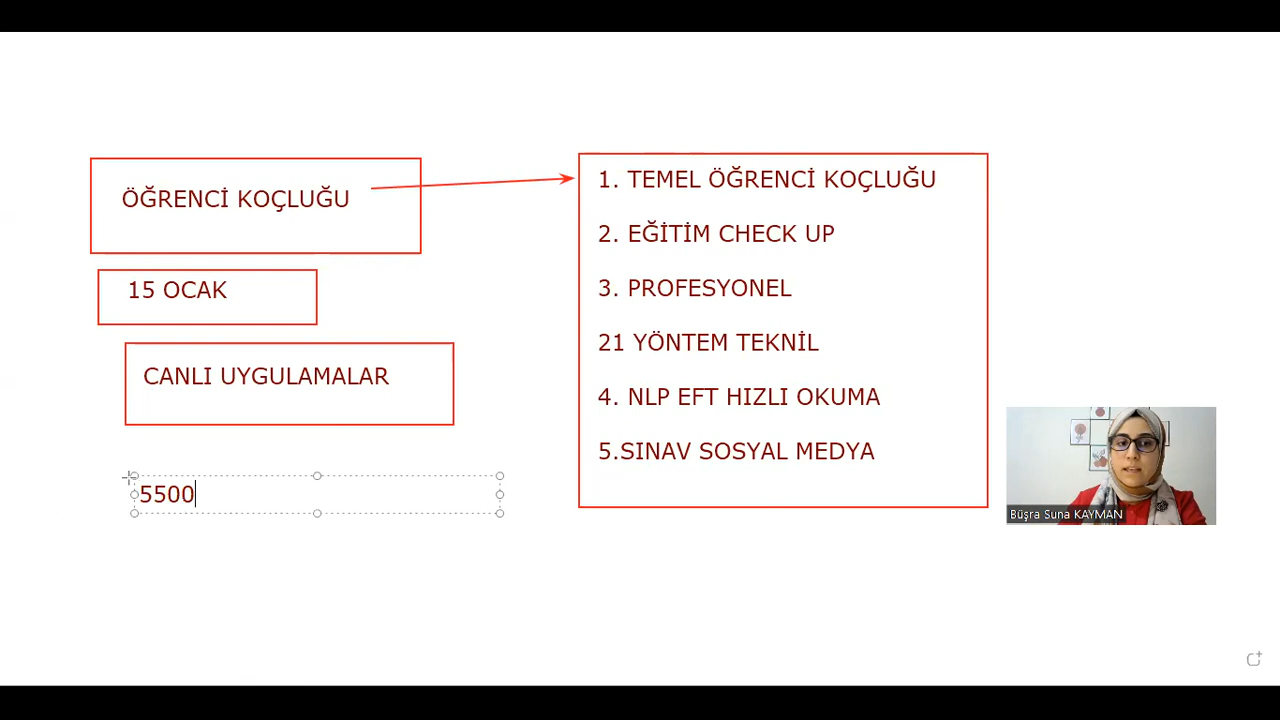 ÖĞRENCİ KOÇLUĞU
15 OCAK
CANLI UYGULAMALAR
5500
1. TEMEL ÖĞRENCİ KOÇLUĞU
2. EĞİTİM CHECK UP
3. PROFESYONEL
21 YÖNTEM TEKNİL
4. NLP EFT HIZLI OKUMA
5.SINAV SOSYAL MEDYA
Büşra Suna KAYMAN